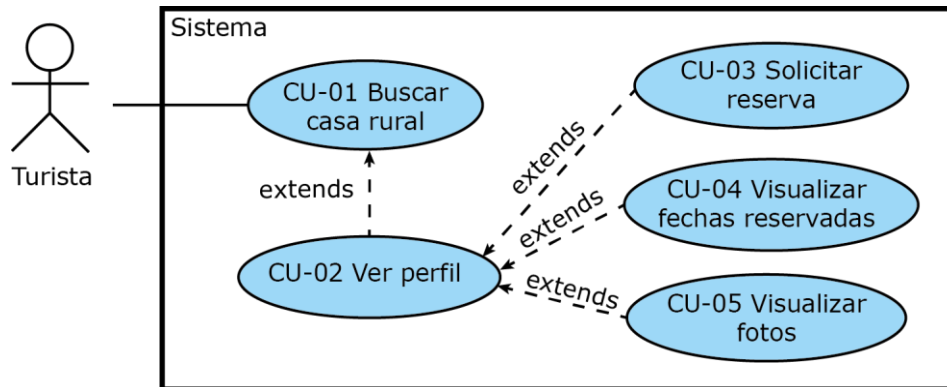 Sistema
Turista
CU-01 Buscar
casa rural
extends
CU-02 Ver perfil
extends
extends
extends
CU-03 Solicitar
reserva
CU-04 Visualizar
fechas reservadas
CU-05 Visualizar
fotos